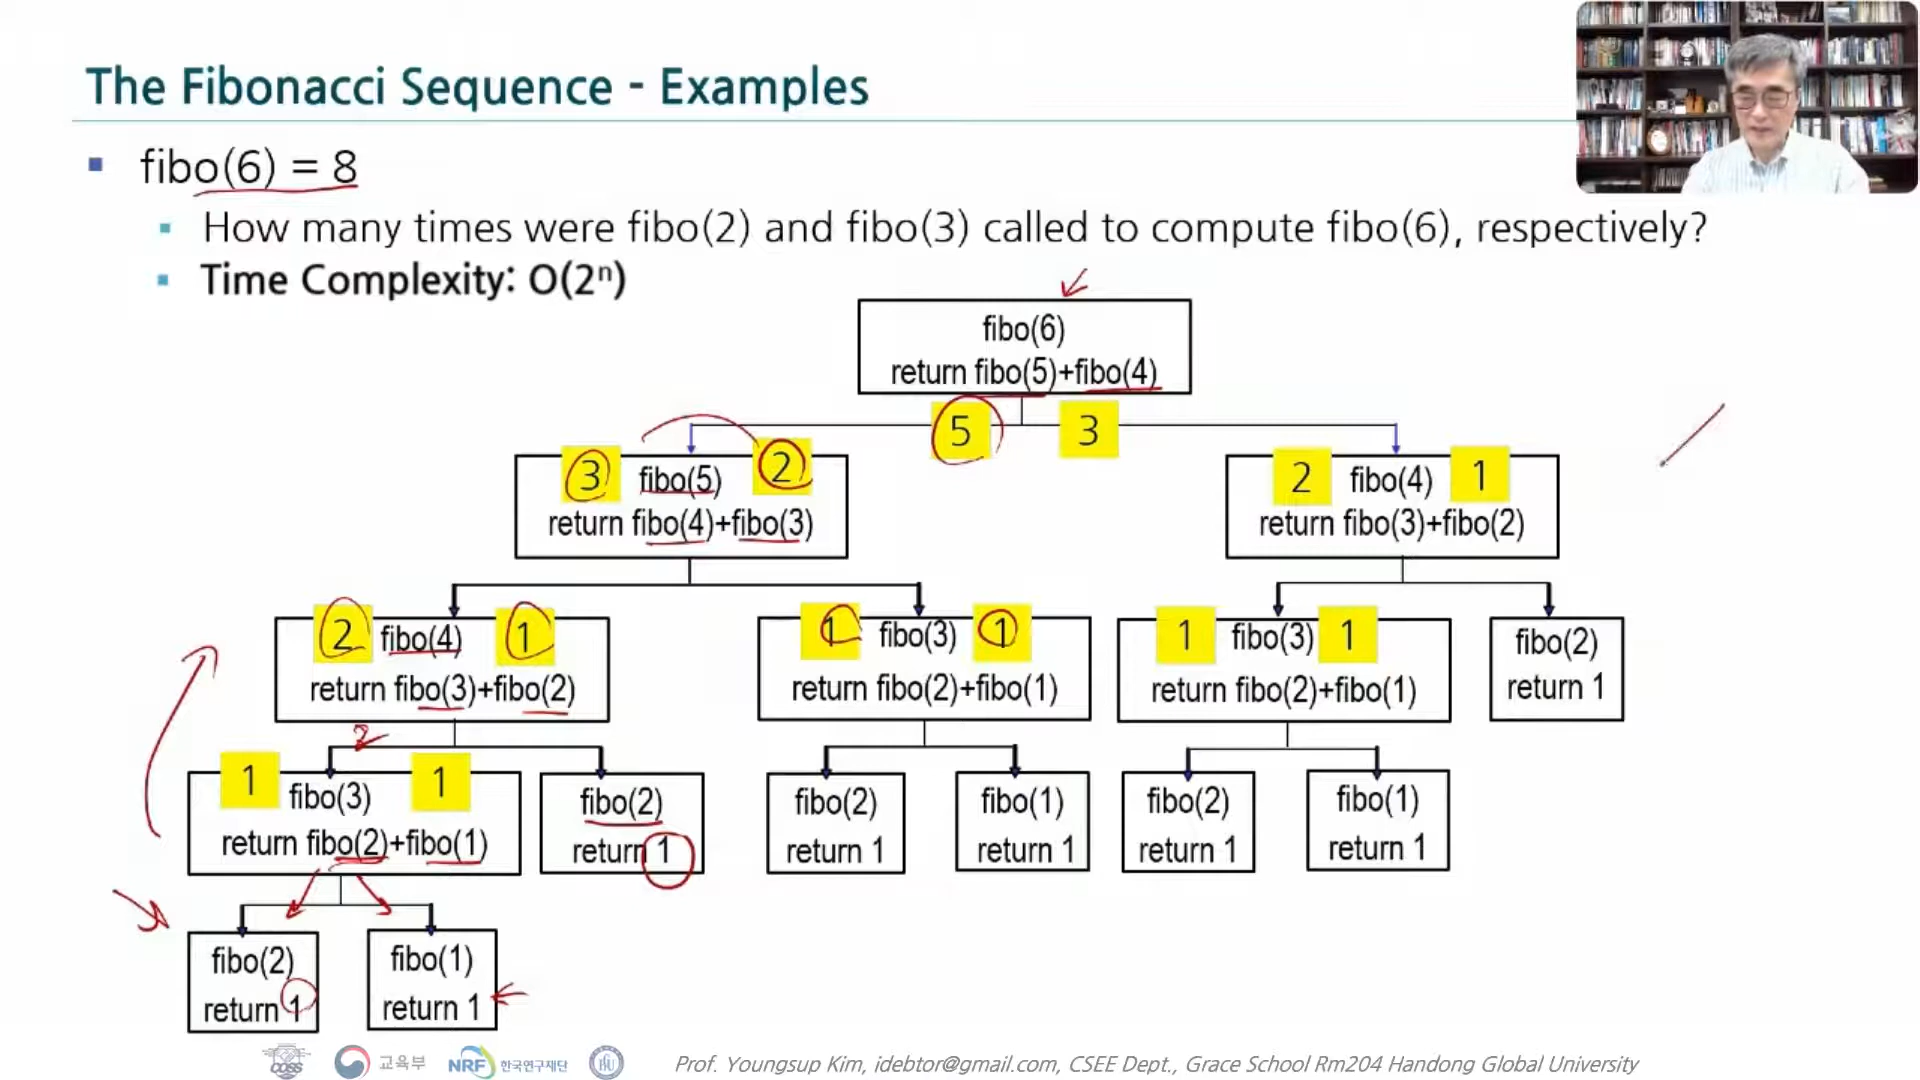 The Fibonacci Sequence - Examples
fibo(6) = 8
How many times were fibo(2) and fibo(3) called to compute fibo(6), respectively?
Time Complexity: O(2ⁿ)
fibo(6)
return fibo(5)+fibo(4)
5 3
3 fibo(5) 2
return fibo(4)+fibo(3)
2 fibo(4) 1
return fibo(3)+fibo(2)
2 fibo(4) 1
return fibo(3)+fibo(2)
1 fibo(3) 1
return fibo(2)+fibo(1)
1 fibo(3) 1
return fibo(2)+fibo(1)
fibo(2)
return 1
2
1 fibo(3) 1
return fibo(2)+fibo(1)
fibo(2)
return 1
fibo(2)
return 1
fibo(1)
return 1
fibo(2)
return 1
fibo(1)
return 1
fibo(2)
return 1
fibo(1)
return 1
COSS 교육부 NRF 한국연구재단
Prof. Youngsup Kim, idebtor@gmail.com, CSEE Dept., Grace School Rm204 Handong Global University